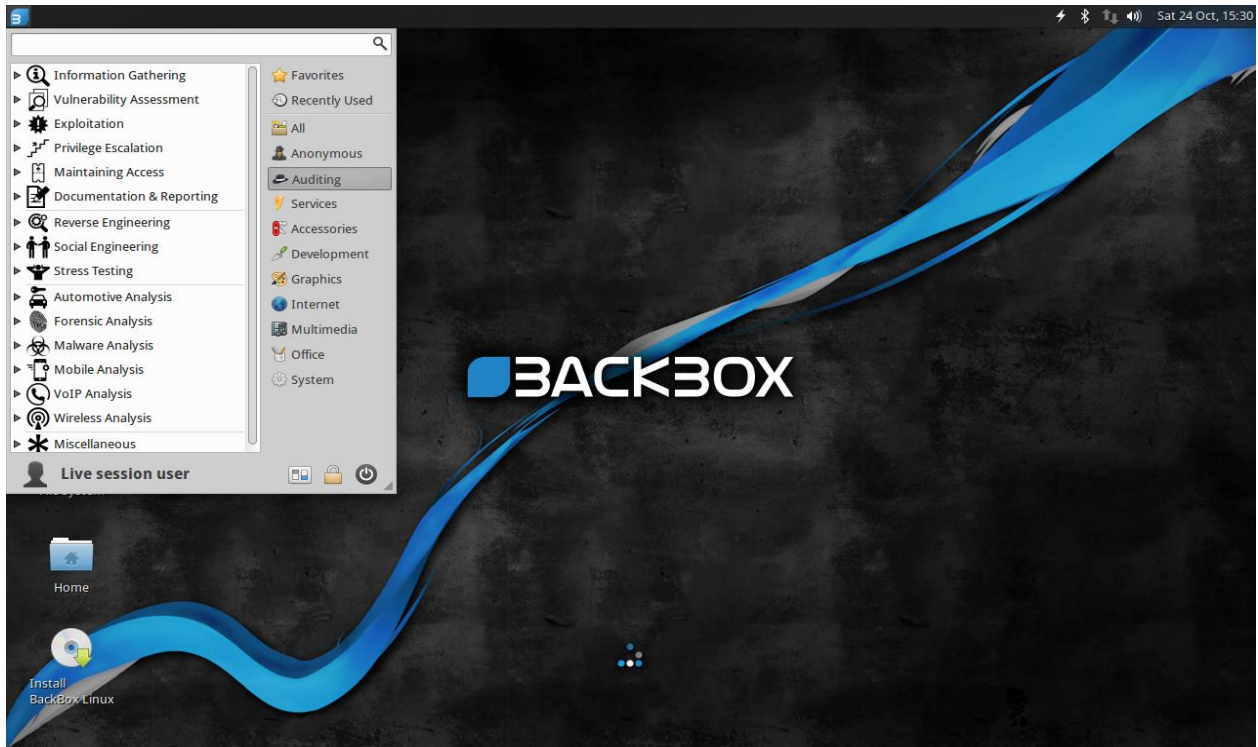 Sat 24 Oct, 15:30
Information Gathering
Vulnerability Assessment
Exploitation
Privilege Escalation
Maintaining Access
Documentation & Reporting
Reverse Engineering
Social Engineering
Stress Testing
Automotive Analysis
Forensic Analysis
Malware Analysis
Mobile Analysis
VoIP Analysis
Wireless Analysis
Miscellaneous
Favorites
Recently Used
All
Anonymous
Auditing
Services
Accessories
Development
Graphics
Internet
Multimedia
Office
System
Live session user
BACKBOX
Home
Install
BackBox Linux